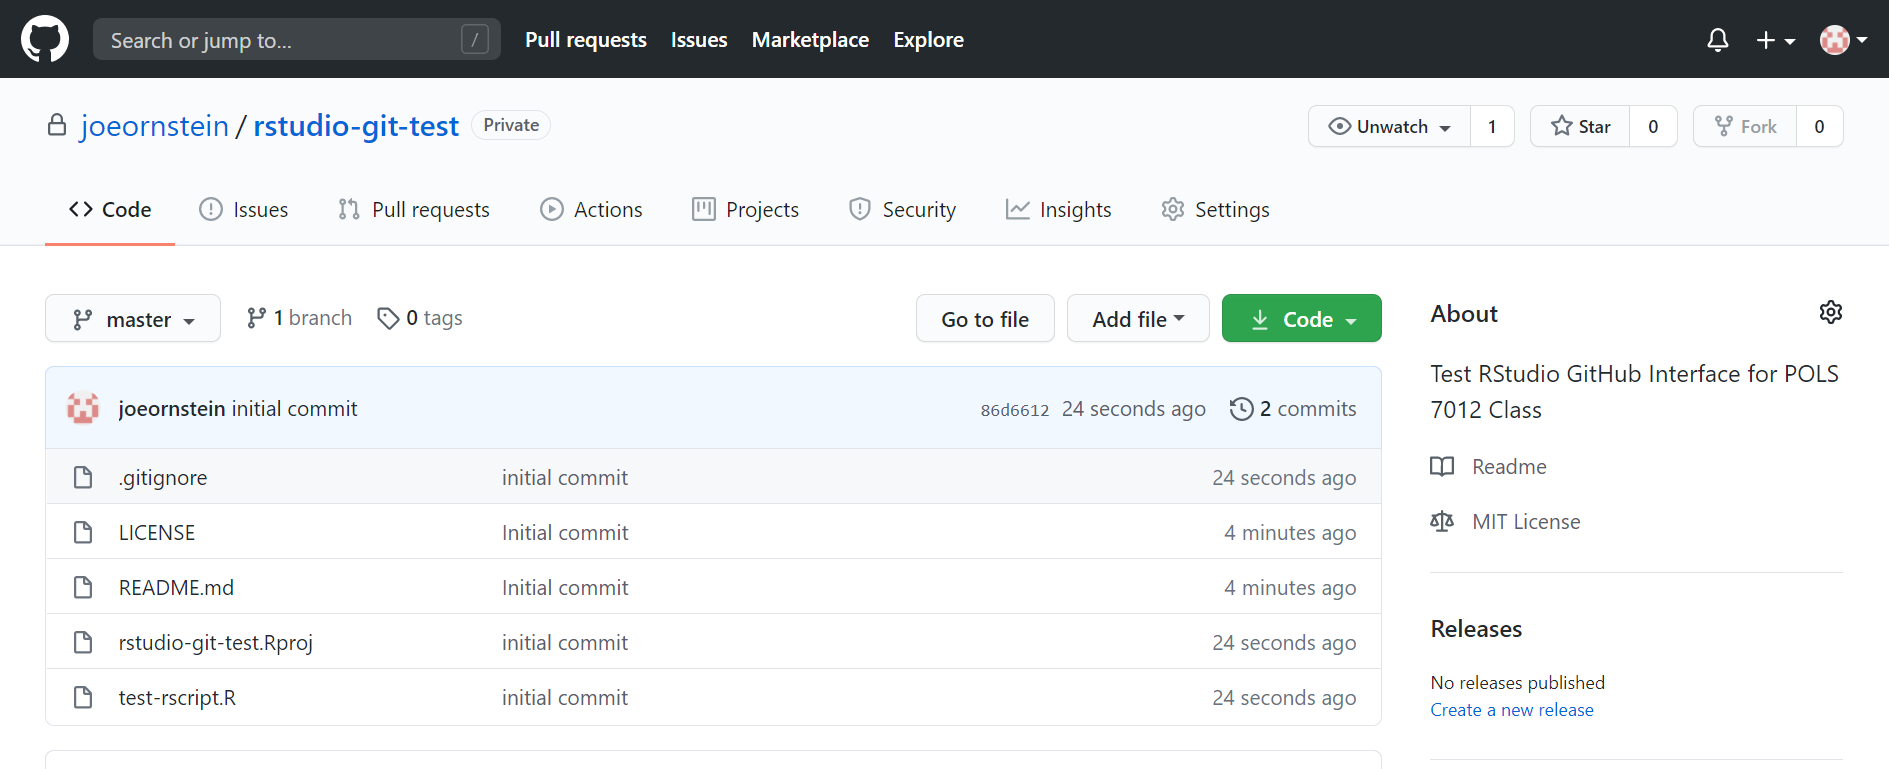 Search or jump to... / Pull requests Issues Marketplace Explore
joeornstein / rstudio-git-test Private Unwatch 1 Star 0 Fork 0
Code Issues Pull requests Actions Projects Security Insights Settings
master 1 branch 0 tags Go to file Add file Code
joeornstein initial commit 86d6612 24 seconds ago 2 commits
.gitignore initial commit 24 seconds ago
LICENSE Initial commit 4 minutes ago
README.md Initial commit 4 minutes ago
rstudio-git-test.Rproj initial commit 24 seconds ago
test-rscript.R initial commit 24 seconds ago
About
Test RStudio GitHub Interface for POLS
7012 Class
Readme
MIT License
Releases
No releases published
Create a new release